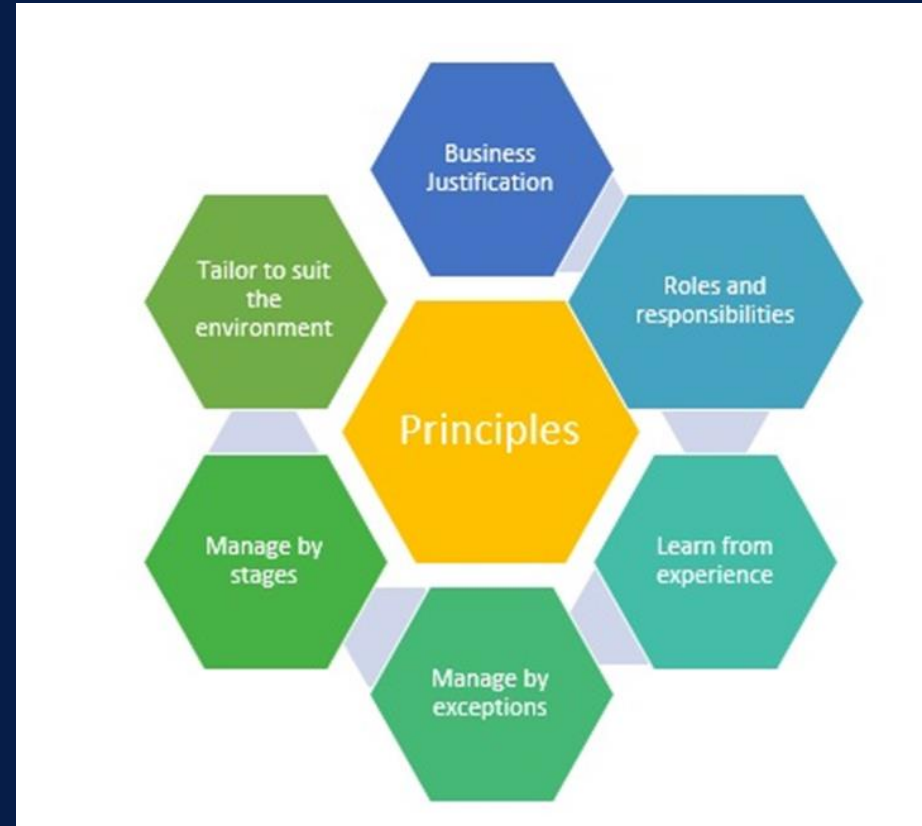 Business
Justification
Roles and
responsibilities
Learn from
experience
Manage by
exceptions
Manage by
stages
Tailor to suit
the
environment
Principles